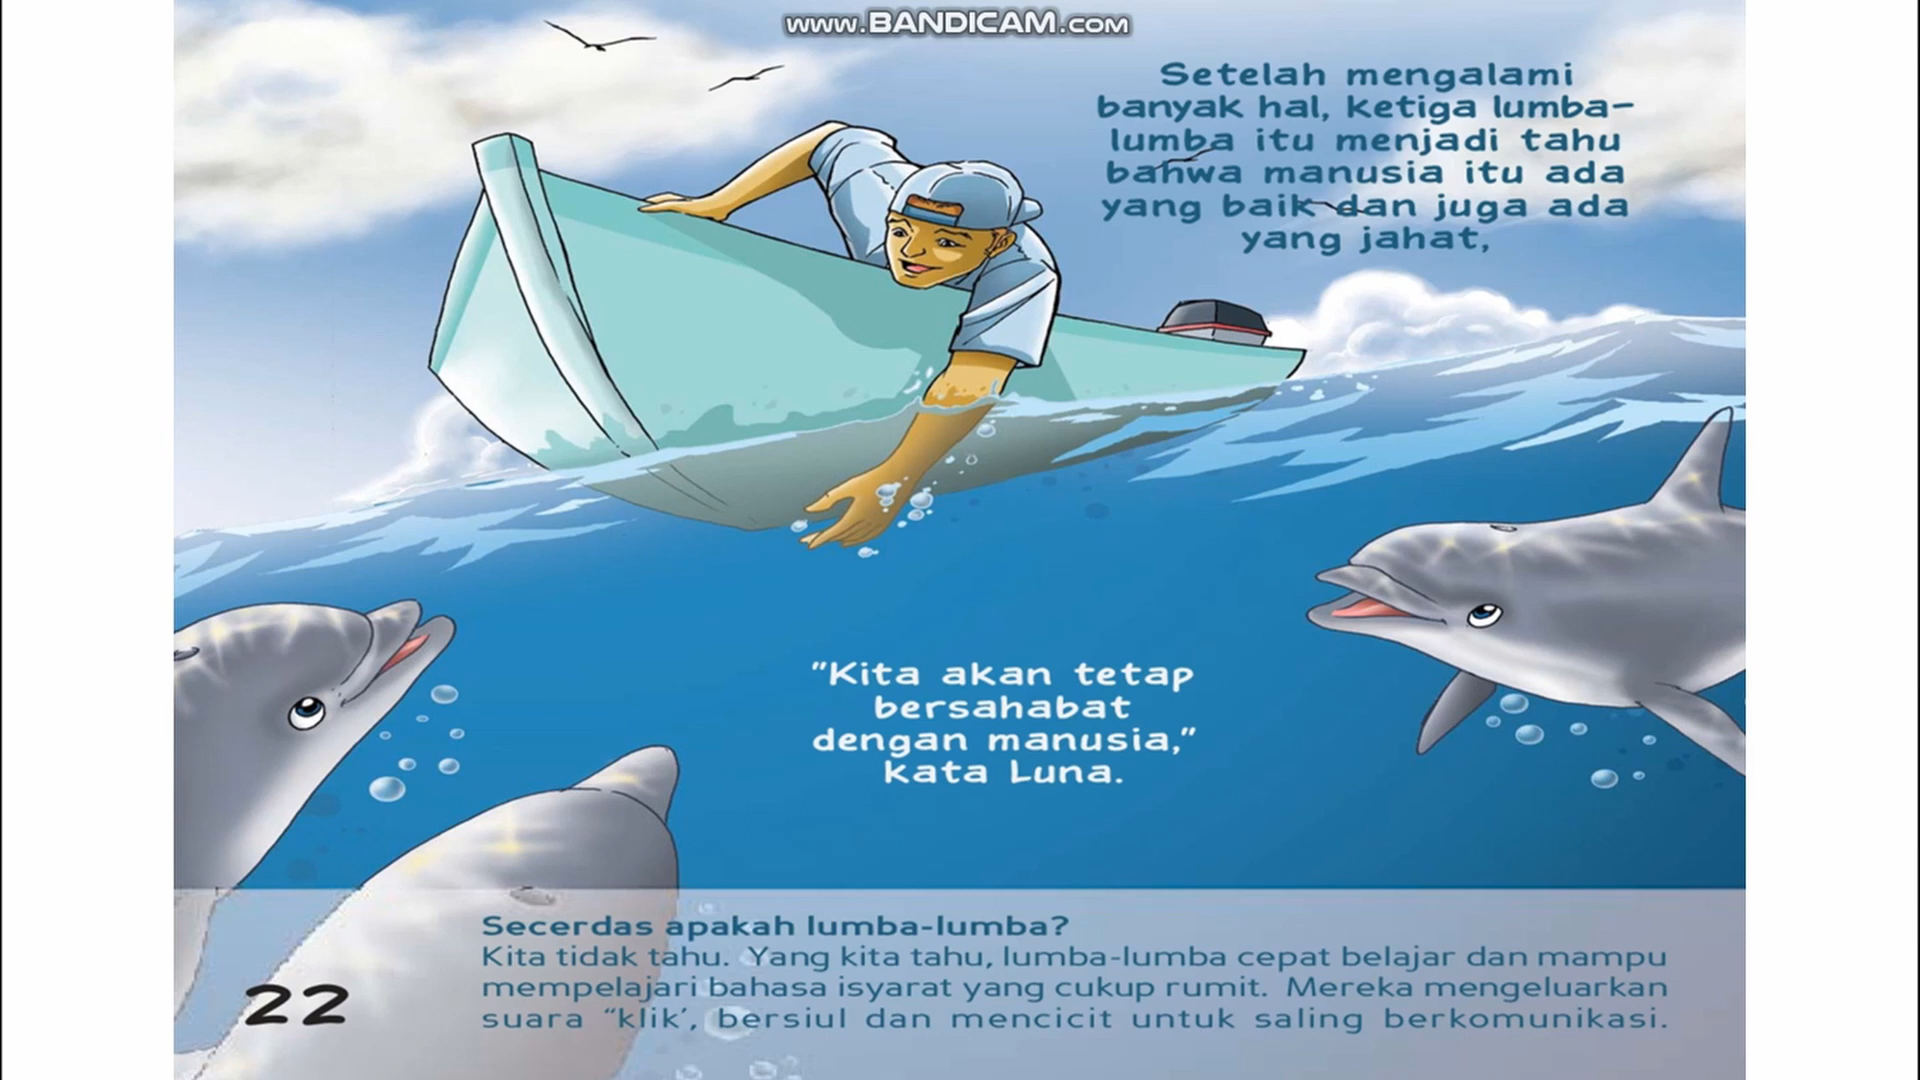 www.BANDICAM.com
Setelah mengalami
banyak hal, ketiga lumba-
lumba itu menjadi tahu
bahwa manusia itu ada
yang baik dan juga ada
yang jahat,
"Kita akan tetap
bersahabat
dengan manusia,"
kata Luna.
Secerdas apakah lumba-lumba?
Kita tidak tahu. Yang kita tahu, lumba-lumba cepat belajar dan mampu
mempelajari bahasa isyarat yang cukup rumit. Mereka mengeluarkan
suara "klik', bersiul dan mencicit untuk saling berkomunikasi.
22